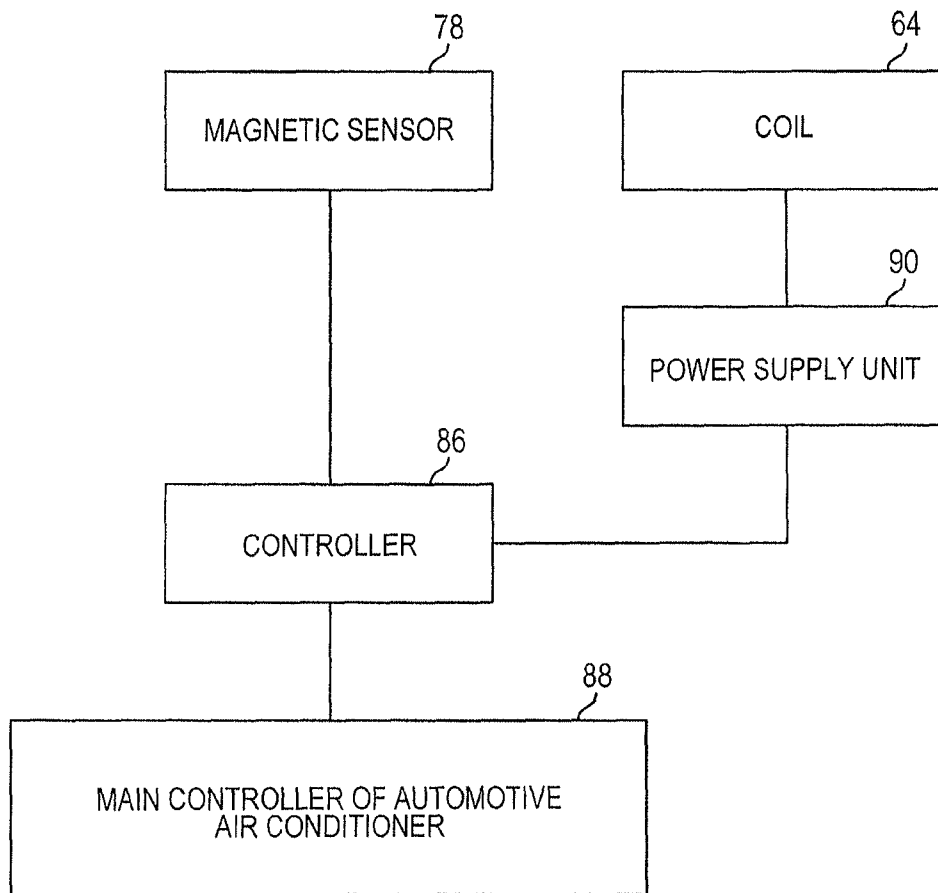 78
64
MAGNETIC SENSOR
COIL
90
POWER SUPPLY UNIT
86
CONTROLLER
88
MAIN CONTROLLER OF AUTOMOTIVE
AIR CONDITIONER